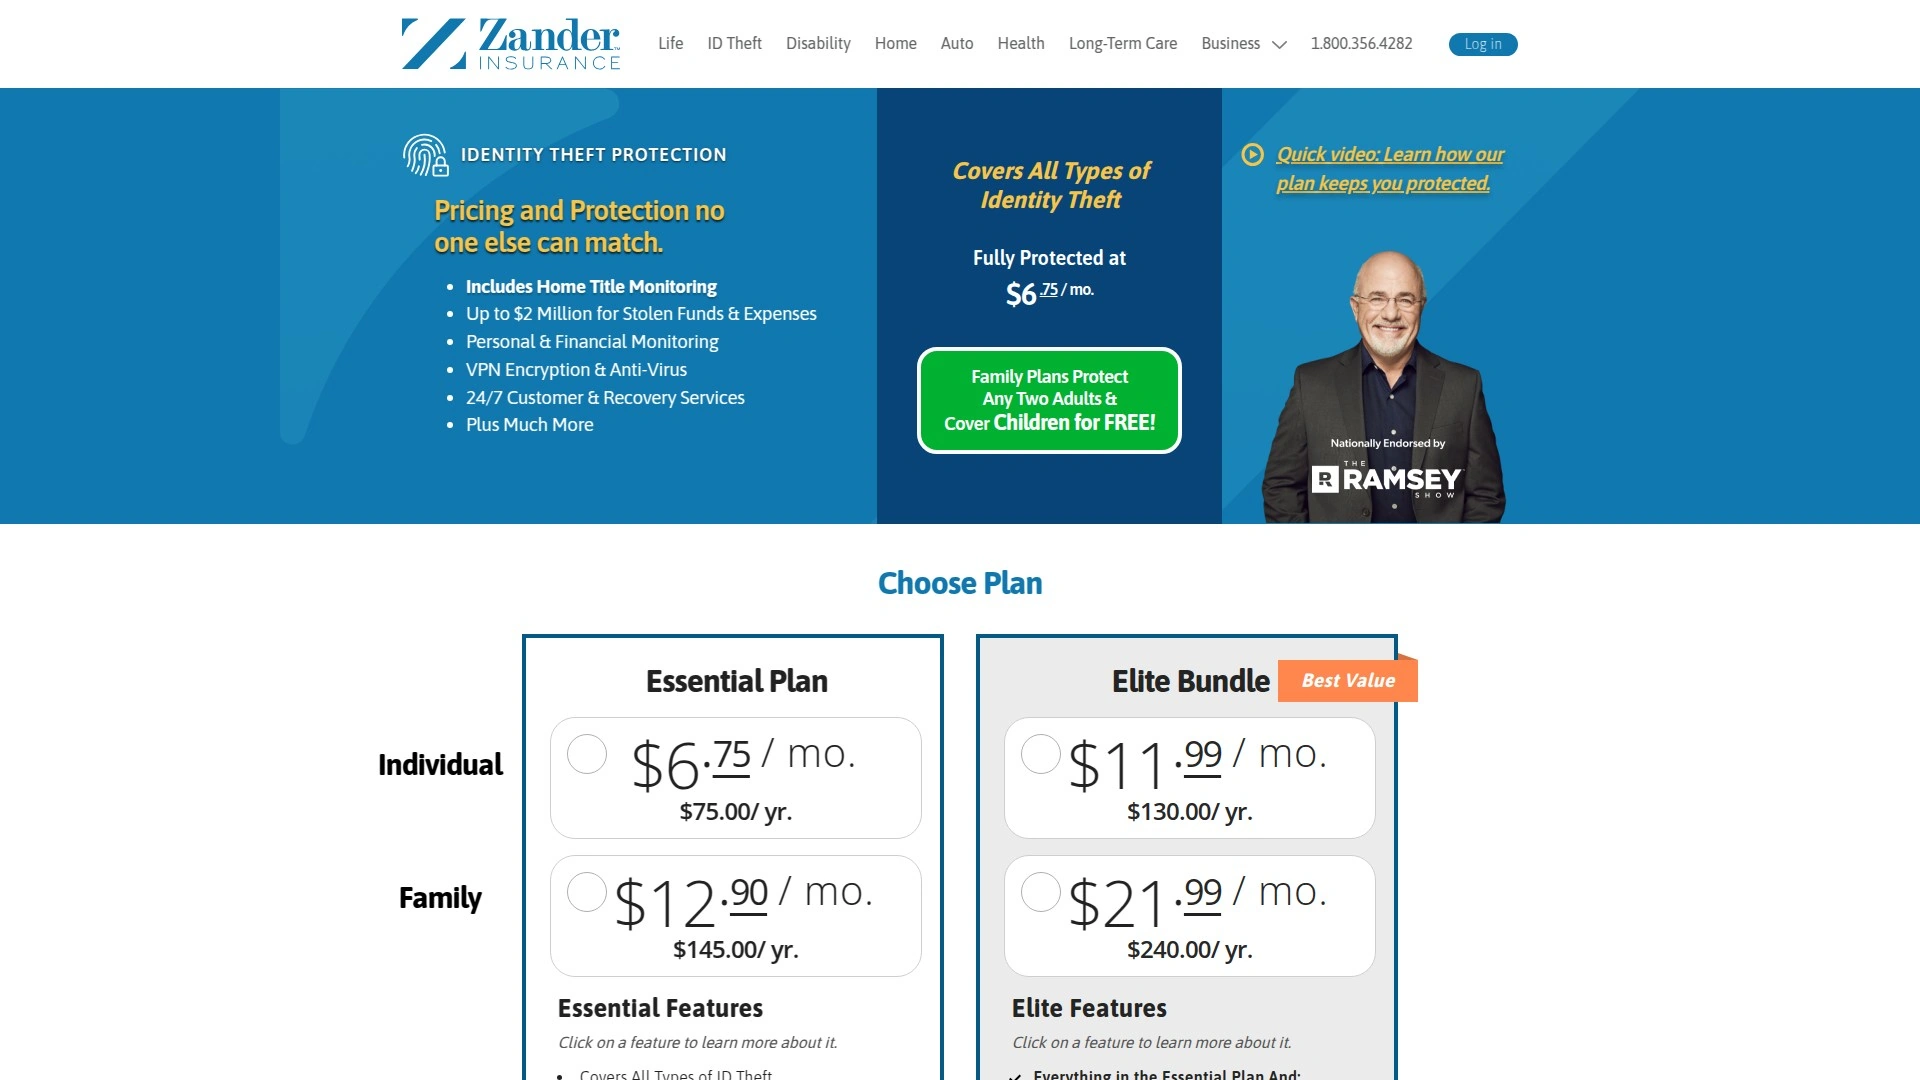 Zander
INSURANCE
Life
ID Theft
Disability
Home
Auto
Health
Long-Term Care
Business
1.800.356.4282
Log in
IDENTITY THEFT PROTECTION
Pricing and Protection no
one else can match.
• Includes Home Title Monitoring
• Up to $2 Million for Stolen Funds & Expenses
• Personal & Financial Monitoring
• VPN Encryption & Anti-Virus
• 24/7 Customer & Recovery Services
• Plus Much More
Covers All Types of
Identity Theft
Fully Protected at
$6.75 / mo.
Family Plans Protect
Any Two Adults &
Cover Children for FREE!
Quick video: Learn how our
plan keeps you protected.
Nationally Endorsed by
THE
RAMSEY
SHOW
Choose Plan
Essential Plan
Elite Bundle
Best Value
Individual
$6.75 / mo.
$75.00/ yr.
$11.99 / mo.
$130.00/ yr.
Family
$12.90 / mo.
$145.00/ yr.
$21.99 / mo.
$240.00/ yr.
Essential Features
Click on a feature to learn more about it.
• Covers All Types of ID Theft
Elite Features
Click on a feature to learn more about it.
Everything in the Essential Plan And: